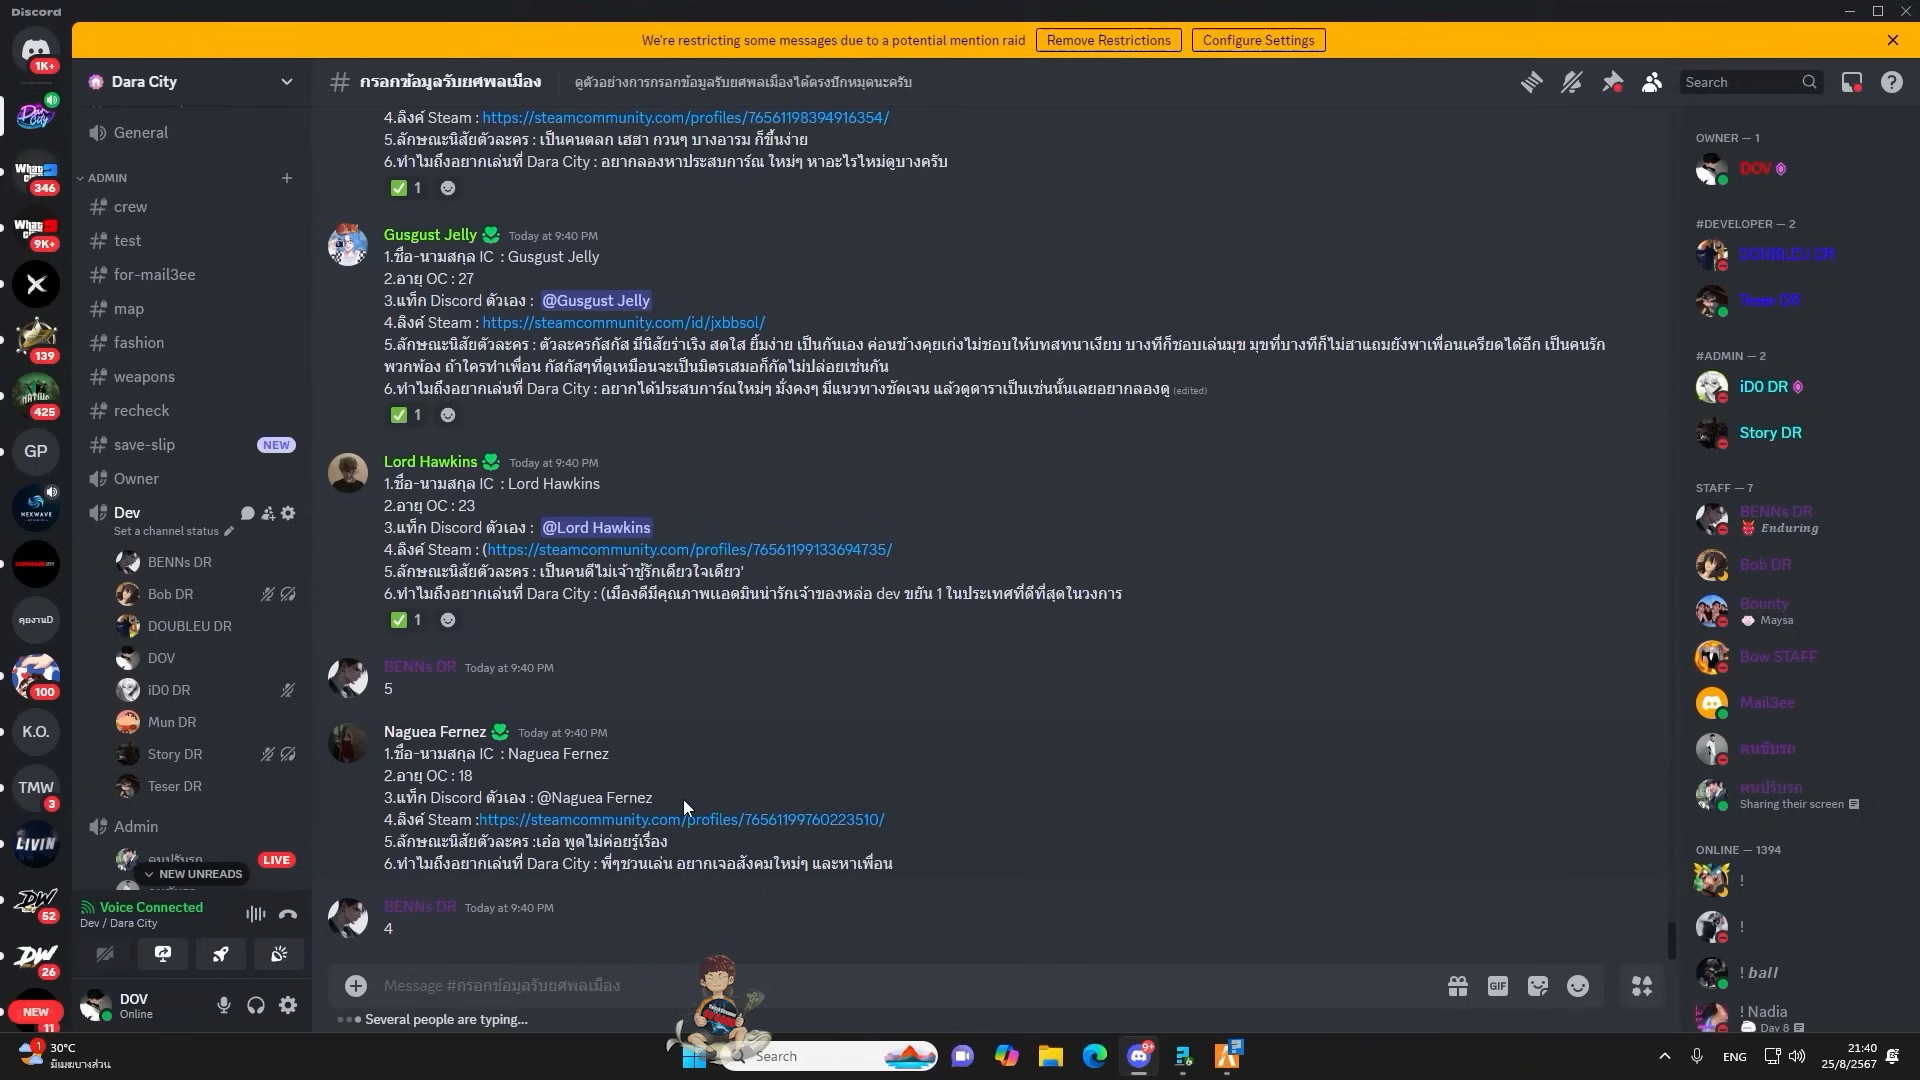 Discord
We're restricting some messages due to a potential mention raid
Remove Restrictions
Configure Settings
1K+
346
9K+
139
425
GP
NEXWAVE
คุยงานD
100
K.O.
TMW
3
LIVIN
DW
52
DW
26
NEW
11
Dara City
General
ADMIN
crew
test
for-mail3ee
map
fashion
weapons
recheck
save-slip
NEW
Owner
Dev
Set a channel status
BENNs DR
Bob DR
DOUBLEU DR
DOV
iD0 DR
Mun DR
Story DR
Teser DR
Admin
คนปรับรถ
LIVE
NEW UNREADS
Voice Connected
Dev / Dara City
DOV
Online
กรอกข้อมูลรับยศพลเมือง
ดูตัวอย่างการกรอกข้อมูลรับยศพลเมืองได้ตรงปักหมุดนะครับ
Search
4.ลิงค์ Steam : https://steamcommunity.com/profiles/76561198394916354/
5.ลักษณะนิสัยตัวละคร : เป็นคนตลก เฮฮา กวนๆ บางอารม ก็ขี้นง่าย
6.ทำไมถึงอยากเล่นที่ Dara City : อยากลองหาประสบการ์ณ ใหม่ๆ หาอะไรไหม่ดูบางครับ
1
Gusgust Jelly Today at 9:40 PM
1.ชื่อ-นามสกุล IC : Gusgust Jelly
2.อายุ OC : 27
3.แท็ก Discord ตัวเอง : @Gusgust Jelly
4.ลิงค์ Steam : https://steamcommunity.com/id/jxbbsol/
5.ลักษณะนิสัยตัวละคร : ตัวละครกัสกัส มีนิสัยร่าเริง สดใส ยิ้มง่าย เป็นกันเอง ค่อนข้างคุยเก่งไม่ชอบให้บทสทนาเงียบ บางทีก็ชอบเล่นมุข มุขที่บางทีก็ไม่ฮาแถมยังพาเพื่อนเครียดได้อีก เป็นคนรัก
พวกพ้อง ถ้าใครทำเพื่อน กัสกัสๆที่ดูเหมือนจะเป็นมิตรเสมอก็กัดไม่ปล่อยเช่นกัน
6.ทำไมถึงอยากเล่นที่ Dara City : อยากได้ประสบการ์ณใหม่ๆ มั่งคงๆ มีแนวทางชัดเจน แล้วดูดาราเป็นเช่นนั้นเลยอยากลองดู (edited)
1
Lord Hawkins Today at 9:40 PM
1.ชื่อ-นามสกุล IC : Lord Hawkins
2.อายุ OC : 23
3.แท็ก Discord ตัวเอง : @Lord Hawkins
4.ลิงค์ Steam : (https://steamcommunity.com/profiles/76561199133694735/
5.ลักษณะนิสัยตัวละคร : เป็นคนดีไม่เจ้าชู้รักเดียวใจเดียว'
6.ทำไมถึงอยากเล่นที่ Dara City : (เมืองดีมีคุณภาพแอดมินน่ารักเจ้าของหล่อ dev ขยัน 1 ในประเทศที่ดีที่สุดในวงการ
1
BENNs DR Today at 9:40 PM
5
Naguea Fernez Today at 9:40 PM
1.ชื่อ-นามสกุล IC : Naguea Fernez
2.อายุ OC : 18
3.แท็ก Discord ตัวเอง : @Naguea Fernez
4.ลิงค์ Steam :https://steamcommunity.com/profiles/76561199760223510/
5.ลักษณะนิสัยตัวละคร :เอ๋อ พูดไม่ค่อยรู้เรื่อง
6.ทำไมถึงอยากเล่นที่ Dara City : พี่ๆชวนเล่น อยากเจอสังคมใหม่ๆ และหาเพื่อน
BENNs DR Today at 9:40 PM
4
Message #กรอกข้อมูลรับยศพลเมือง
GIF
Several people are typing...
OWNER — 1
DOV
#DEVELOPER — 2
DOUBLEU DR
Teser DR
#ADMIN — 2
iD0 DR
Story DR
STAFF — 7
BENNs DR
Enduring
Bob DR
Bounty
Maysa
Bow STAFF
Mail3ee
คนขับรถ
คนปรับรถ
Sharing their screen
ONLINE — 1394
!
!
! ball
! Nadia
Day 8
1
30°C
มีเมฆบางส่วน
Search
9+
ENG
21:40
25/8/2567